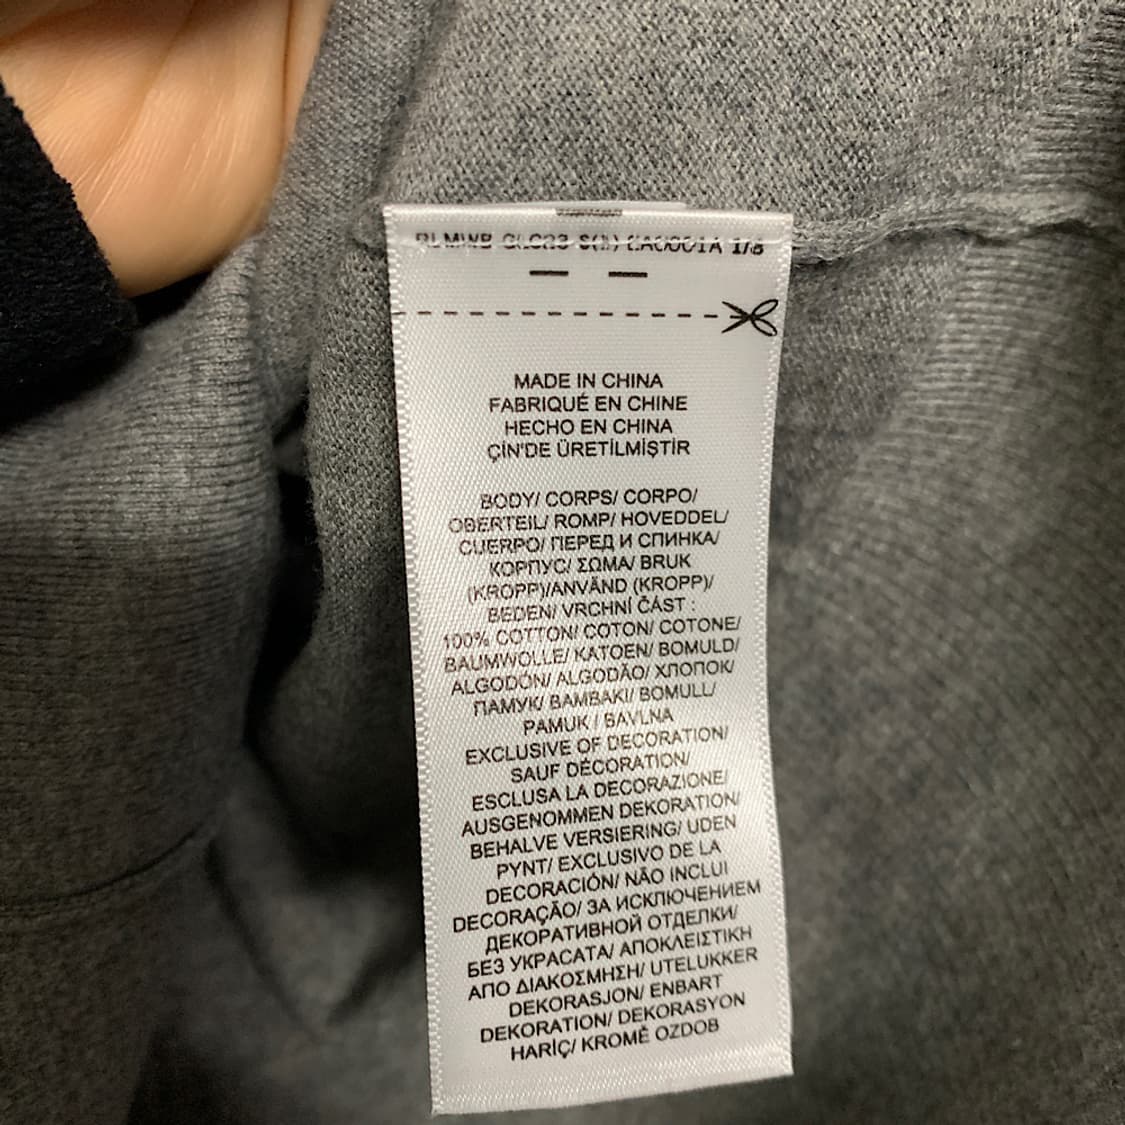 1/8
MADE IN CHINA
FABRIQUÉ EN CHINE
HECHO EN CHINA
ÇİN'DE ÜRETİLMİŞTİR
BODY/ CORPS/ CORPO/
OBERTEIL/ ROMP/ HOVEDDEL/
CUERPO/ ПЕРЕД И СПИНКА/
КОРПУС/ ΣΩΜΑ/ BRUK
(KROPP)/ANVÄND (KROPP)/
BEDEN/ VRCHNÍ ČÁST :
100% COTTON/ COTON/ COTONE/
BAUMWOLLE/ KATOEN/ BOMULD/
ALGODÓN/ ALGODÃO/ ХЛОПОК/
ПАМУК/ ΒΑΜΒΑΚΙ/ BOMULL/
PAMUK / BAVLNA
EXCLUSIVE OF DECORATION/
SAUF DÉCORATION/
ESCLUSA LA DECORAZIONE/
AUSGENOMMEN DEKORATION/
BEHALVE VERSIERING/ UDEN
PYNT/ EXCLUSIVO DE LA
DECORACIÓN/ NÃO INCLUI
DECORAÇÃO/ ЗА ИСКЛЮЧЕНИЕМ
ДЕКОРАТИВНОЙ ОТДЕЛКИ/
БЕЗ УКРАСАТА/ ΑΠΟΚΛΕΙΣΤΙΚΗ
ΑΠΟ ΔΙΑΚΟΣΜΗΣΗ/ UTELUKKER
DEKORASJON/ ENBART
DEKORATION/ DEKORASYON
HARİÇ/ KROMĚ OZDOB